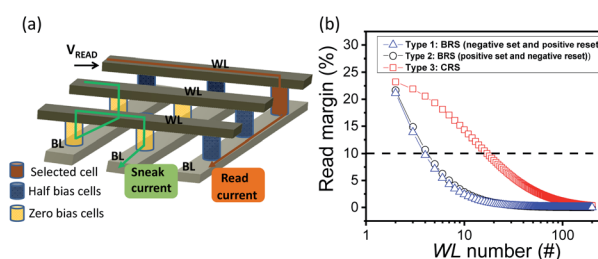 (a)
V_READ
WL
WL
WL
BL
BL
BL
Selected cell
Half bias cells
Zero bias cells
Sneak
current
Read
current
(b)
Type 1: BRS (negative set and positive reset)
Type 2: BRS (positive set and negative reset))
Type 3: CRS
Read margin (%)
30
25
20
15
10
5
0
1
10
100
WL number (#)